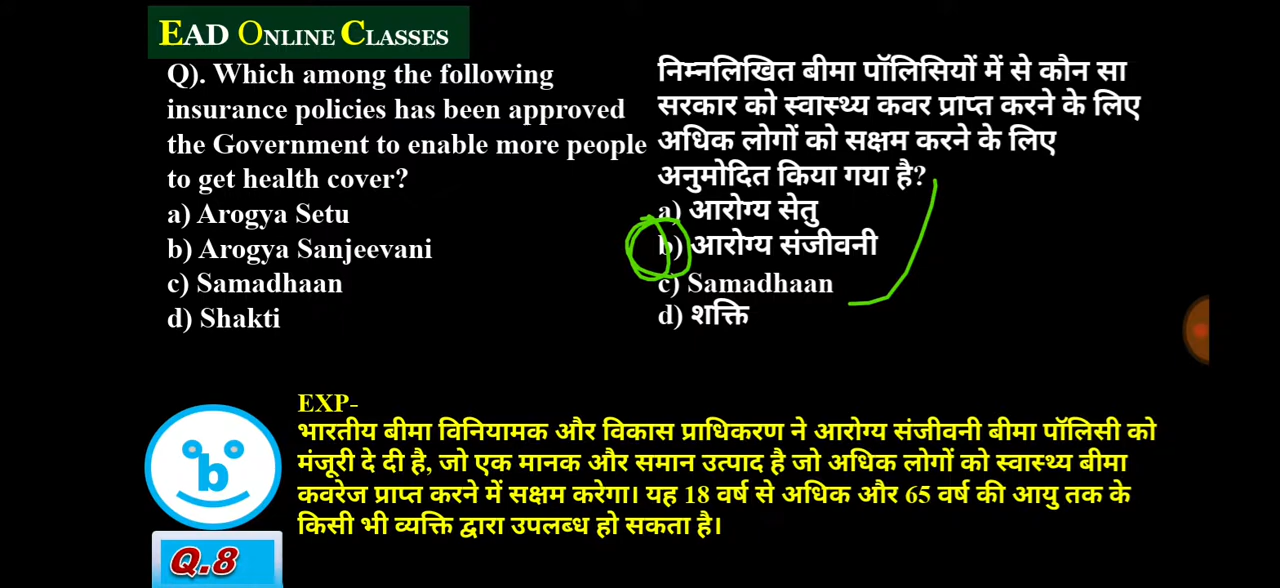 EAD ONLINE CLASSES
Q). Which among the following
insurance policies has been approved
the Government to enable more people
to get health cover?
a) Arogya Setu
b) Arogya Sanjeevani
c) Samadhaan
d) Shakti
निम्नलिखित बीमा पॉलिसियों में से कौन सा
सरकार को स्वास्थ्य कवर प्राप्त करने के लिए
अधिक लोगों को सक्षम करने के लिए
अनुमोदित किया गया है?
a) आरोग्य सेतु
b) आरोग्य संजीवनी
c) Samadhaan
d) शक्ति
EXP-
भारतीय बीमा विनियामक और विकास प्राधिकरण ने आरोग्य संजीवनी बीमा पॉलिसी को
मंजूरी दे दी है, जो एक मानक और समान उत्पाद है जो अधिक लोगों को स्वास्थ्य बीमा
कवरेज प्राप्त करने में सक्षम करेगा। यह 18 वर्ष से अधिक और 65 वर्ष की आयु तक के
किसी भी व्यक्ति द्वारा उपलब्ध हो सकता है।
b
Q.8